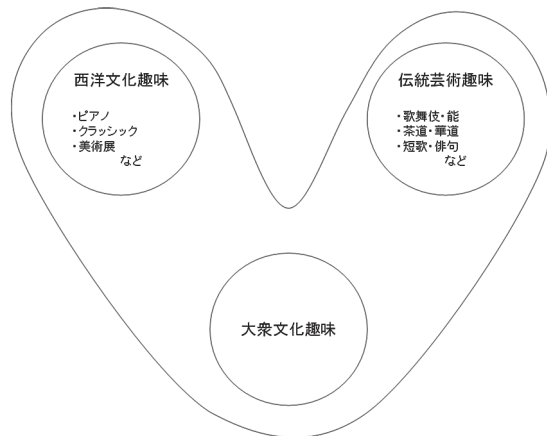 西洋文化趣味
・ピアノ
・クラッシック
・美術展
など
伝統芸術趣味
・歌舞伎・能
・茶道・華道
・短歌・俳句
など
大衆文化趣味